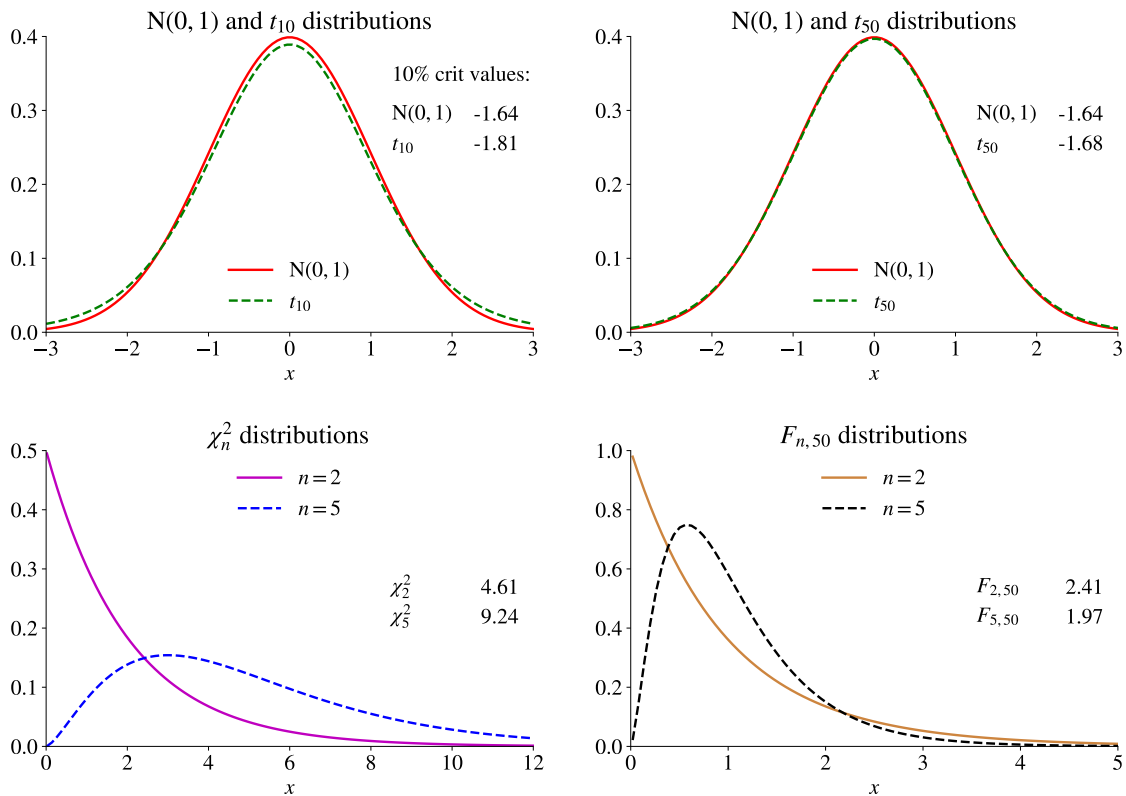 N(0, 1) and t₁₀ distributions
0.4
0.3
0.2
0.1
0.0
10% crit values:
N(0, 1) -1.64
t₁₀ -1.81
N(0, 1)
t₁₀
−3 −2 −1 0 1 2 3
x
N(0, 1) and t₅₀ distributions
0.4
0.3
0.2
0.1
0.0
N(0, 1) -1.64
t₅₀ -1.68
N(0, 1)
t₅₀
−3 −2 −1 0 1 2 3
x
χ²ₙ distributions
0.5
0.4
0.3
0.2
0.1
0.0
n = 2
n = 5
χ²₂ 4.61
χ²₅ 9.24
0 2 4 6 8 10 12
x
Fₙ,₅₀ distributions
1.0
0.8
0.6
0.4
0.2
0.0
n = 2
n = 5
F₂,₅₀ 2.41
F₅,₅₀ 1.97
0 1 2 3 4 5
x